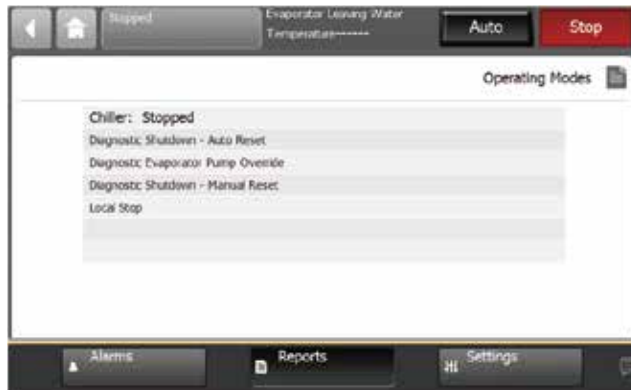 Stopped
Evaporator Leaving Water
Temperature------
Auto
Stop
Operating Modes
Chiller: Stopped
Diagnostic Shutdown - Auto Reset
Diagnostic Evaporator Pump Override
Diagnostic Shutdown - Manual Reset
Local Stop
Alarms
Reports
Settings